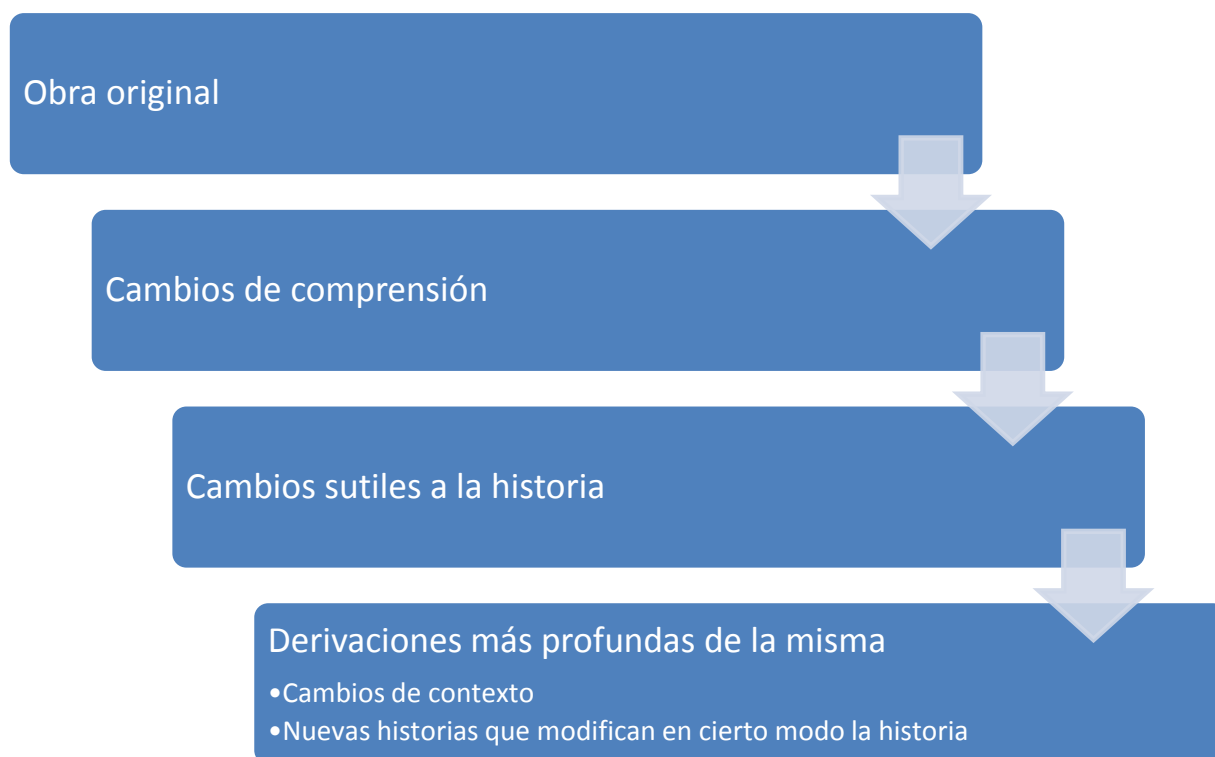 Obra original
Cambios de comprensión
Cambios sutiles a la historia
Derivaciones más profundas de la misma
•Cambios de contexto
•Nuevas historias que modifican en cierto modo la historia